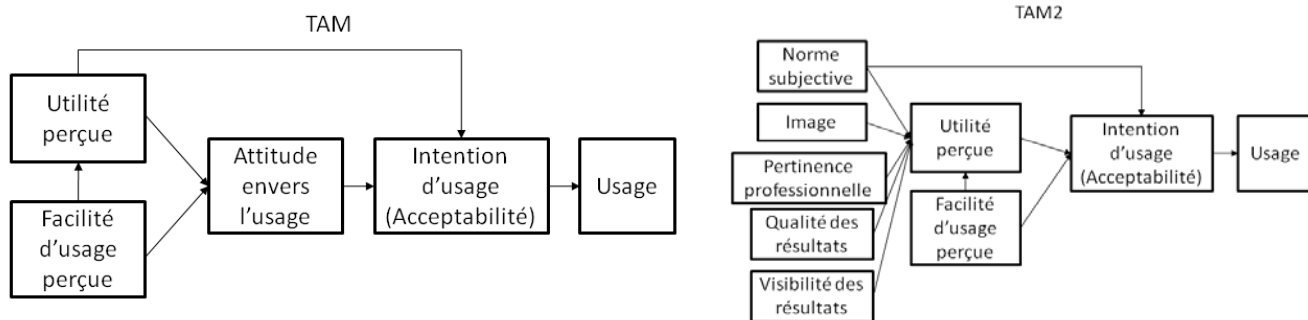 TAM
Utilité
perçue
Facilité
d'usage
perçue
Attitude
envers
l'usage
Intention
d'usage
(Acceptabilité)
Usage
TAM2
Norme
subjective
Image
Pertinence
professionnelle
Qualité des
résultats
Visibilité des
résultats
Utilité
perçue
Facilité
d'usage
perçue
Intention
d'usage
(Acceptabilité)
Usage